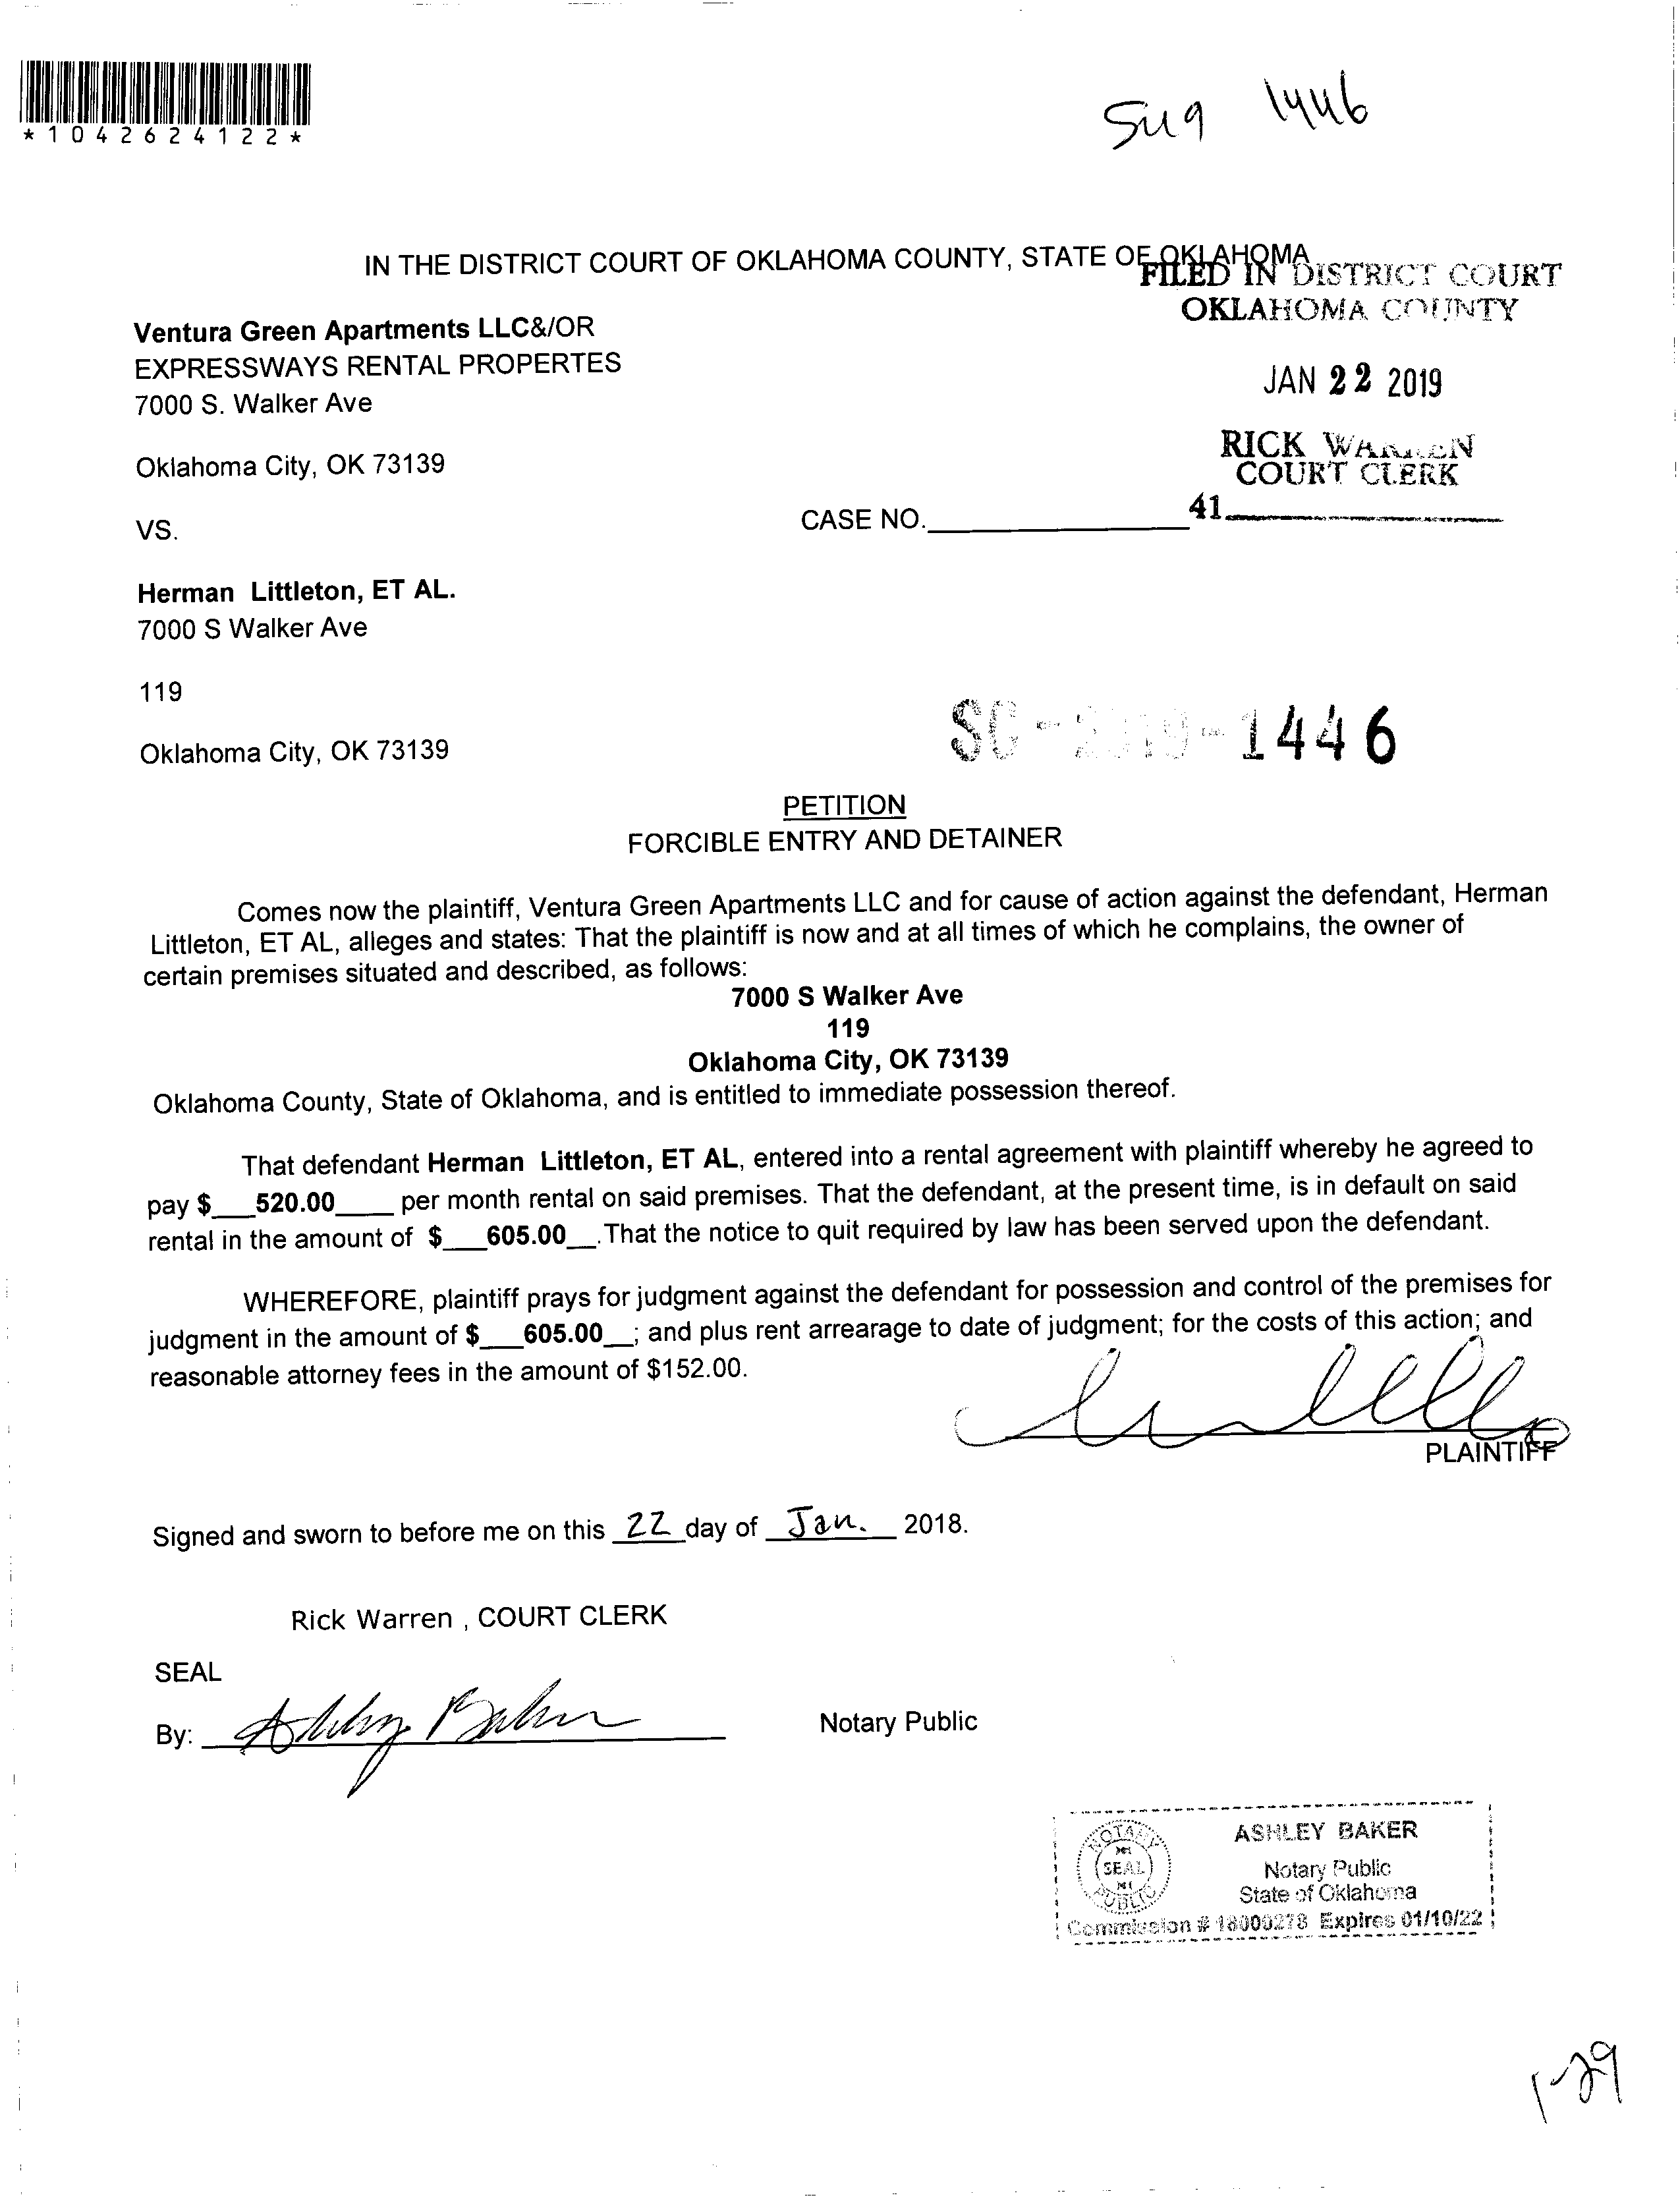 *1042624122*
1446
IN THE DISTRICT COURT OF OKLAHOMA COUNTY, STATE OF OKLAHOMA
FILED IN DISTRICT COURT
OKLAHOMA COUNTY
Ventura Green Apartments LLC&/OR
EXPRESSWAYS RENTAL PROPERTES
7000 S. Walker Ave
JAN 22 2019
Oklahoma City, OK 73139
RICK WARREN
COURT CLERK
41
CASE NO.
VS.
Herman Littleton, ET AL.
7000 S Walker Ave
119
Oklahoma City, OK 73139
SC-2019-1446
PETITION
FORCIBLE ENTRY AND DETAINER
Comes now the plaintiff, Ventura Green Apartments LLC and for cause of action against the defendant, Herman
Littleton, ET AL, alleges and states: That the plaintiff is now and at all times of which he complains, the owner of
certain premises situated and described, as follows:
7000 S Walker Ave
119
Oklahoma City, OK 73139
Oklahoma County, State of Oklahoma, and is entitled to immediate possession thereof.
That defendant Herman Littleton, ET AL, entered into a rental agreement with plaintiff whereby he agreed to
pay $___520.00____ per month rental on said premises. That the defendant, at the present time, is in default on said
rental in the amount of $___605.00__.That the notice to quit required by law has been served upon the defendant.
WHEREFORE, plaintiff prays for judgment against the defendant for possession and control of the premises for
judgment in the amount of $___605.00__; and plus rent arrearage to date of judgment; for the costs of this action; and
reasonable attorney fees in the amount of $152.00.
PLAINTIFF
Signed and sworn to before me on this 22 day of Jan. 2018.
Rick Warren , COURT CLERK
SEAL
By: Ashley Baker Notary Public
NOTARY
SEAL
PUBLIC
ASHLEY BAKER
Notary Public
State of Oklahoma
Commission # 18000278 Expires 01/10/22
1-29